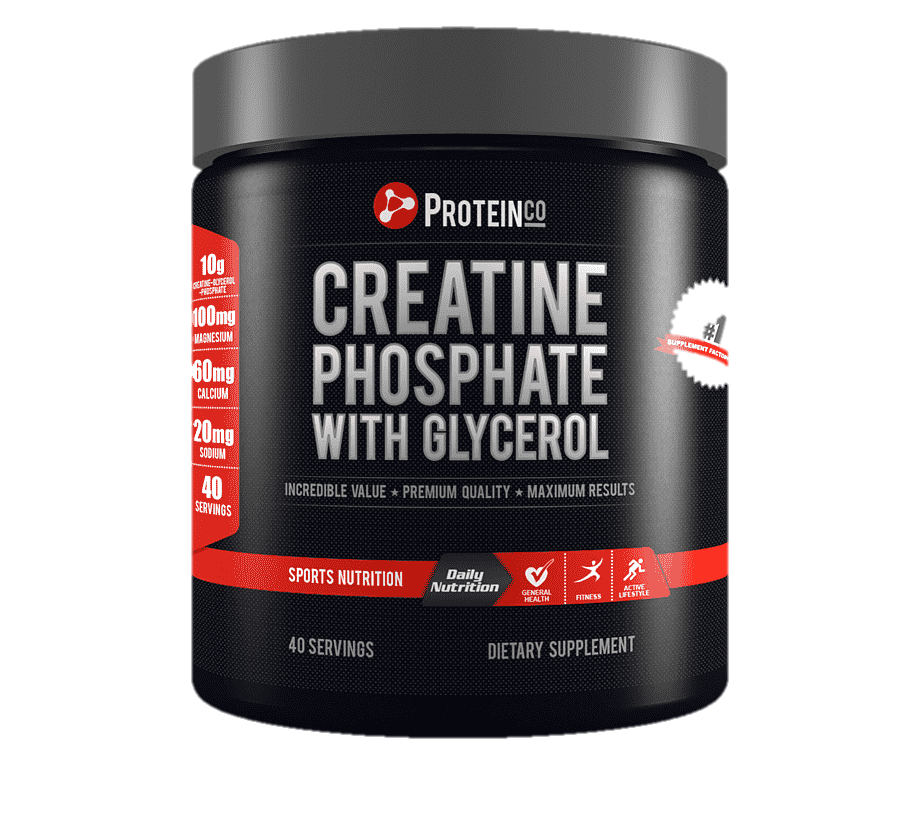 PROTEINCO
CREATINE
PHOSPHATE
WITH GLYCEROL
INCREDIBLE VALUE ★ PREMIUM QUALITY ★ MAXIMUM RESULTS
10g
CREATINE-GLYCEROL
-PHOSPHATE
100mg
MAGNESIUM
60mg
CALCIUM
20mg
SODIUM
40
SERVINGS
#1
SUPPLEMENT
SPORTS NUTRITION
Daily
Nutrition
GENERAL
HEALTH
FITNESS
ACTIVE
LIFESTYLE
40 SERVINGS
DIETARY SUPPLEMENT